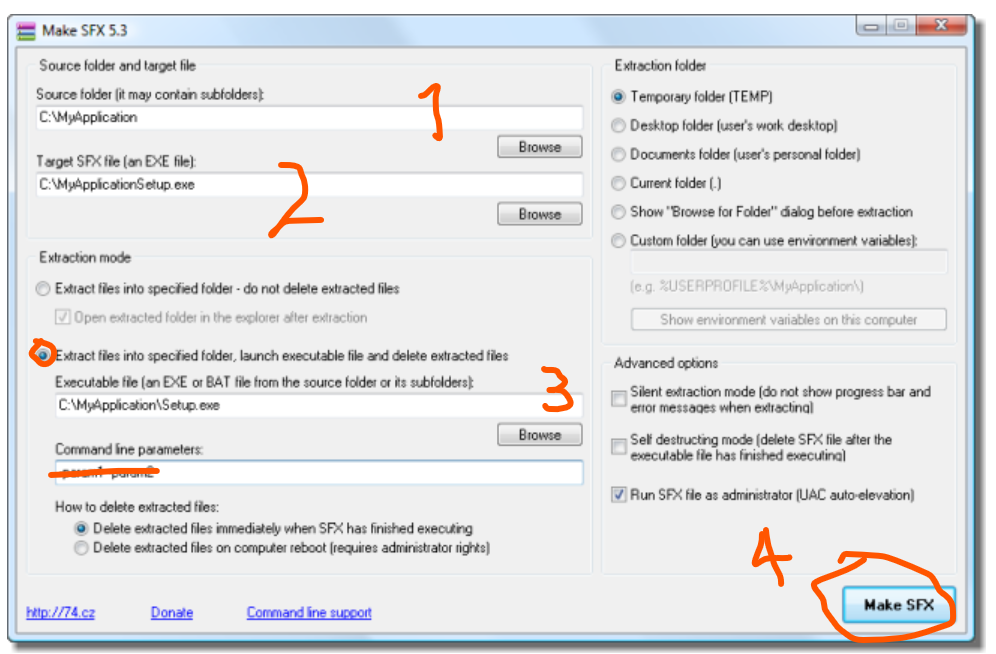 Make SFX 5.3
Source folder and target file
Source folder (it may contain subfolders):
1
C:\MyApplication
Browse
Target SFX file (an EXE file):
2
C:\MyApplicationSetup.exe
Browse
Extraction mode
Extract files into specified folder - do not delete extracted files
Open extracted folder in the explorer after extraction
Extract files into specified folder, launch executable file and delete extracted files
Executable file (an EXE or BAT file from the source folder or its subfolders):
3
C:\MyApplication\Setup.exe
Browse
Command line parameters:
-param1 -param2
How to delete extracted files:
Delete extracted files immediately when SFX has finished executing
Delete extracted files on computer reboot (requires administrator rights)
http://74.cz Donate Command line support
Extraction folder
Temporary folder (TEMP)
Desktop folder (user's work desktop)
Documents folder (user's personal folder)
Current folder (.)
Show "Browse for Folder" dialog before extraction
Custom folder (you can use environment variables):
(e.g. %USERPROFILE%\MyApplication\)
Show environment variables on this computer
Advanced options
Silent extraction mode (do not show progress bar and
error messages when extracting)
Self destructing mode (delete SFX file after the
executable file has finished executing)
Run SFX file as administrator (UAC auto-elevation)
4
Make SFX